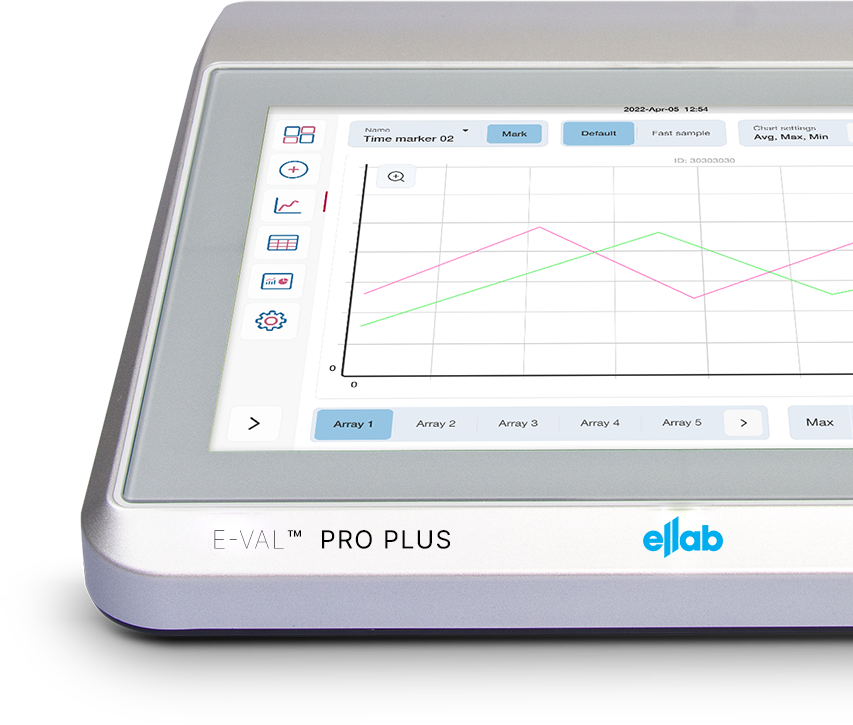 2022-Apr-05 12:54
Name
Time marker 02
Mark
Default
Fast sample
Chart settings
Avg, Max, Min
ID: 30303030
0
0
Array 1
Array 2
Array 3
Array 4
Array 5
>
Max
>
E-VAL™ PRO PLUS
ellab